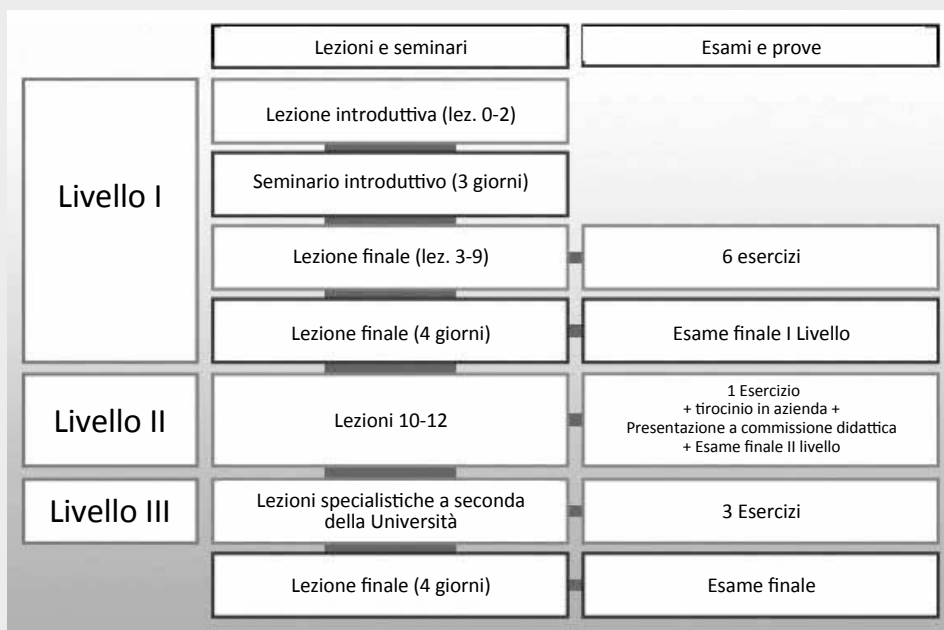 Lezioni e seminari
Esami e prove
Livello I
Lezione introduttiva (lez. 0-2)
Seminario introduttivo (3 giorni)
Lezione finale (lez. 3-9)
6 esercizi
Lezione finale (4 giorni)
Esame finale I Livello
Livello II
Lezioni 10-12
1 Esercizio
+ tirocinio in azienda +
Presentazione a commissione didattica
+ Esame finale II livello
Livello III
Lezioni specialistiche a seconda
della Università
3 Esercizi
Lezione finale (4 giorni)
Esame finale